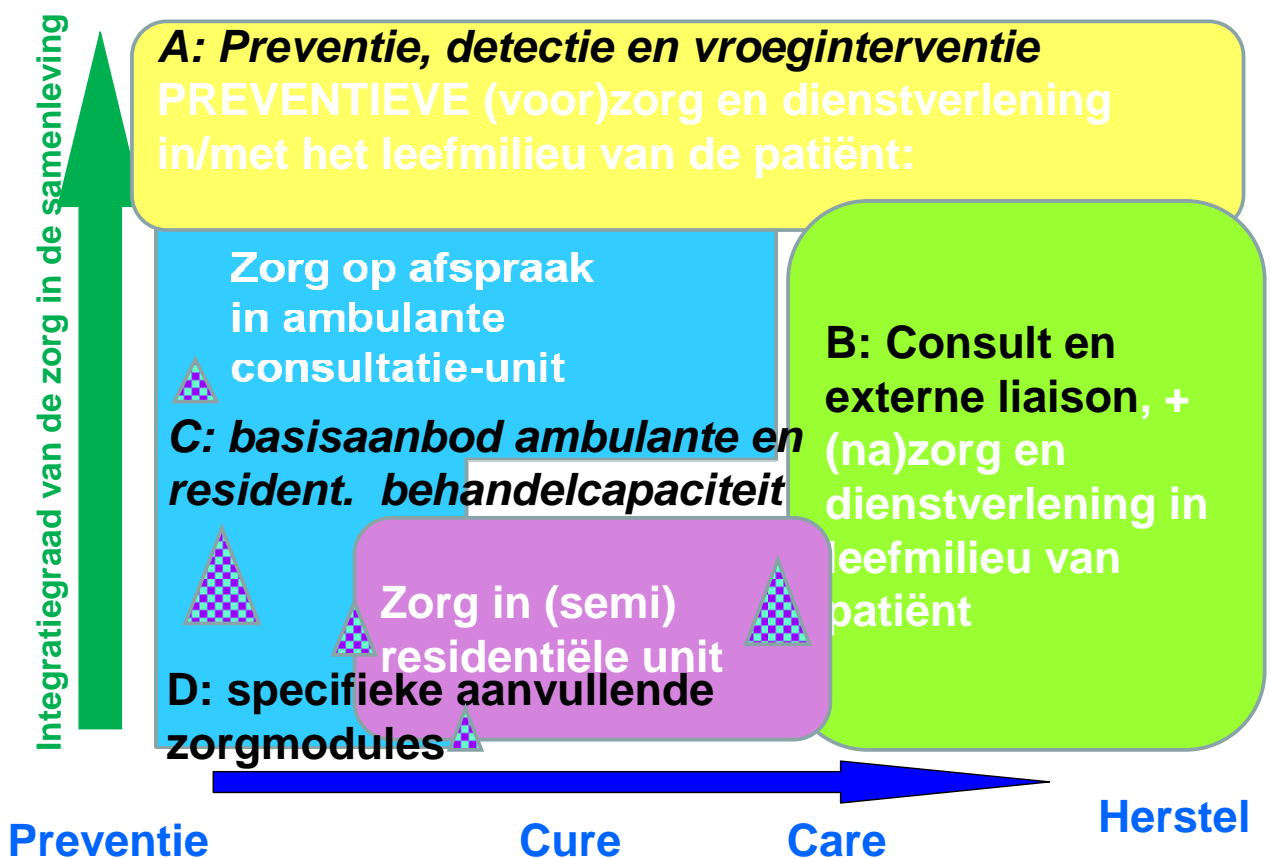 Integratiegraad van de zorg in de samenleving
A: Preventie, detectie en vroeginterventie
PREVENTIEVE (voor)zorg en dienstverlening
in/met het leefmilieu van de patiënt:
Zorg op afspraak
in ambulante
consultatie-unit
C: basisaanbod ambulante en
resident. behandelcapaciteit
B: Consult en
externe liaison, +
(na)zorg en
dienstverlening in
leefmilieu van
patiënt
Zorg in (semi)
residentiële unit
D: specifieke aanvullende
zorgmodules
Preventie
Cure
Care
Herstel